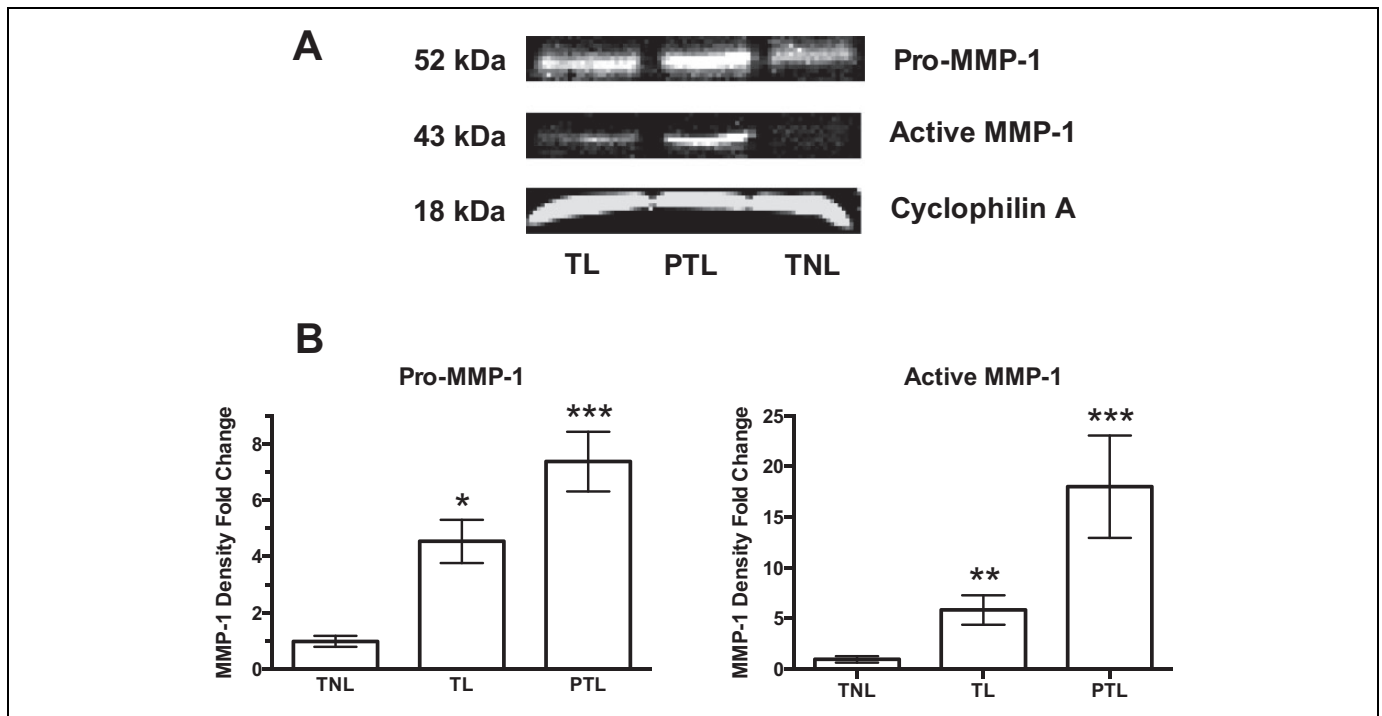 A
52 kDa Pro-MMP-1
43 kDa Active MMP-1
18 kDa Cyclophilin A
TL PTL TNL
B
Pro-MMP-1
MMP-1 Density Fold Change
8
6
4
2
0
*
***
TNL TL PTL
Active MMP-1
MMP-1 Density Fold Change
25
20
15
10
5
0
**
***
TNL TL PTL